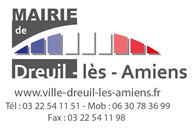 MAIRIE
de
Dreuil - lès - Amiens
www.ville-dreuil-les-amiens.fr
Tél : 03 22 54 11 51 - Mob : 06 30 78 36 99
Fax : 03 22 54 11 98